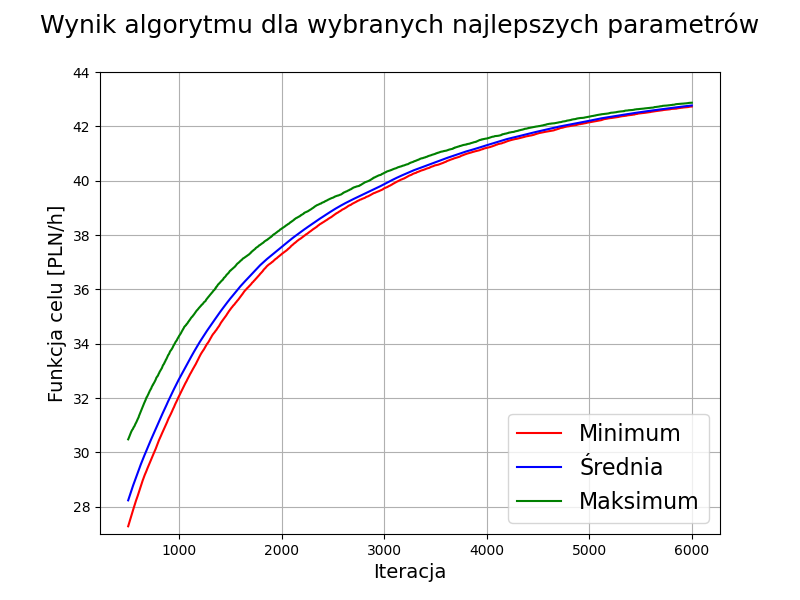 Wynik algorytmu dla wybranych najlepszych parametrów
44
42
40
38
36
34
32
30
28
Funkcja celu [PLN/h]
Minimum
Średnia
Maksimum
1000 2000 3000 4000 5000 6000
Iteracja